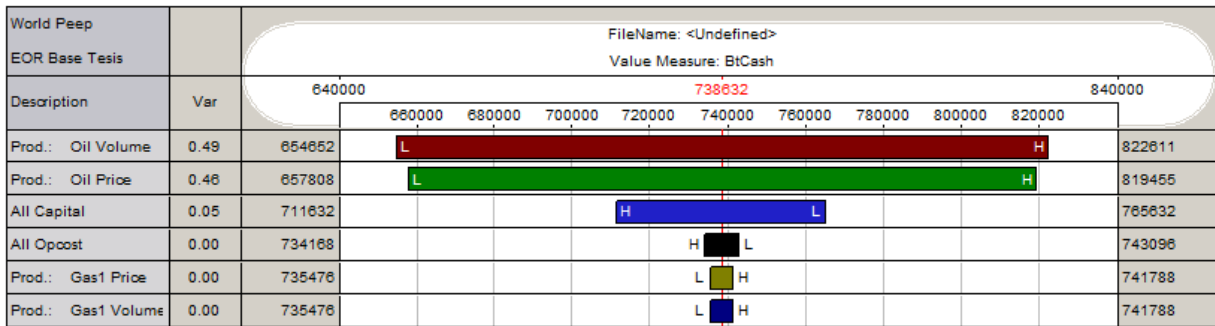 World Peep
EOR Base Tesis
FileName: <Undefined>
Value Measure: BtCash
Description Var
640000 738632 840000
660000 680000 700000 720000 740000 760000 780000 800000 820000
Prod.: Oil Volume 0.49 654652 L H 822611
Prod.: Oil Price 0.46 657808 L H 819455
All Capital 0.05 711632 H L 765632
All Opcost 0.00 734168 H L 743096
Prod.: Gas1 Price 0.00 735476 L H 741788
Prod.: Gas1 Volume 0.00 735476 L H 741788